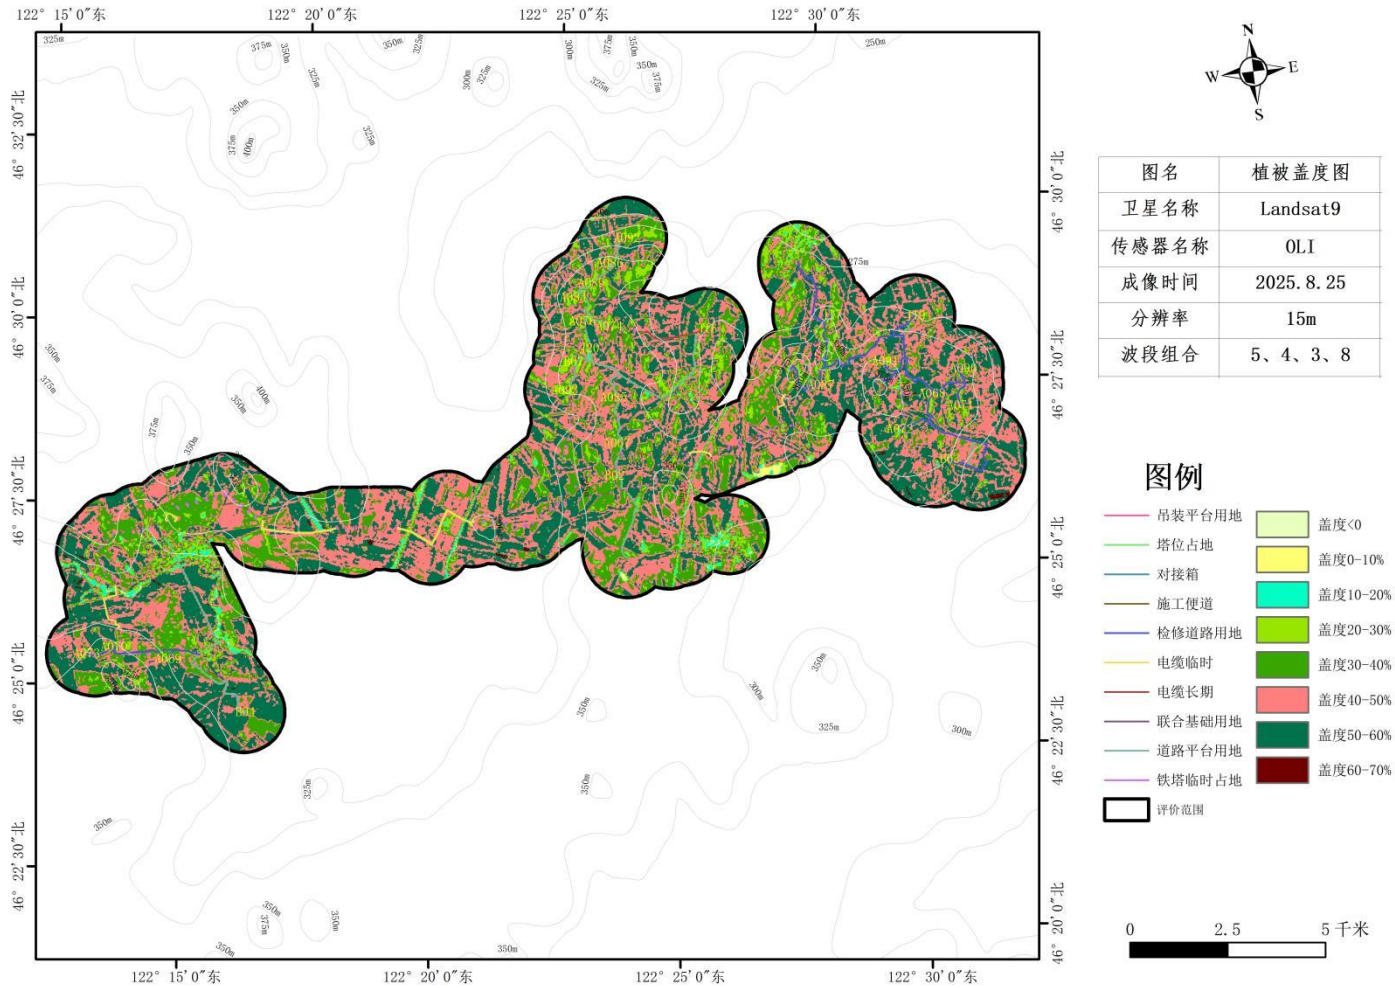 122° 15'0"东
122° 20'0"东
122° 25'0"东
122° 30'0"东
46° 32'30"北
46° 30'0"北
46° 27'30"北
46° 25'0"北
46° 22'30"北
46° 30'0"北
46° 27'30"北
46° 25'0"北
46° 22'30"北
46° 20'0"北
122° 15'0"东
122° 20'0"东
122° 25'0"东
122° 30'0"东
325m
375m
350m
325m
350m
325m
300m
375m
350m
325m
375m
250m
300m
325m
350m
375m
400m
325m
275m
350m
375m
400m
350m
375m
350m
350m
300m
325m
300m
350m
325m
350m
350m
350m
375m
350m
350m
350m
N
W
E
S
图名 植被盖度图
卫星名称 Landsat9
传感器名称 OLI
成像时间 2025.8.25
分辨率 15m
波段组合 5、4、3、8
图例
吊装平台用地
塔位占地
对接箱
施工便道
检修道路用地
电缆临时
电缆长期
联合基础用地
道路平台用地
铁塔临时占地
评价范围
盖度<0
盖度0-10%
盖度10-20%
盖度20-30%
盖度30-40%
盖度40-50%
盖度50-60%
盖度60-70%
0 2.5 5 千米